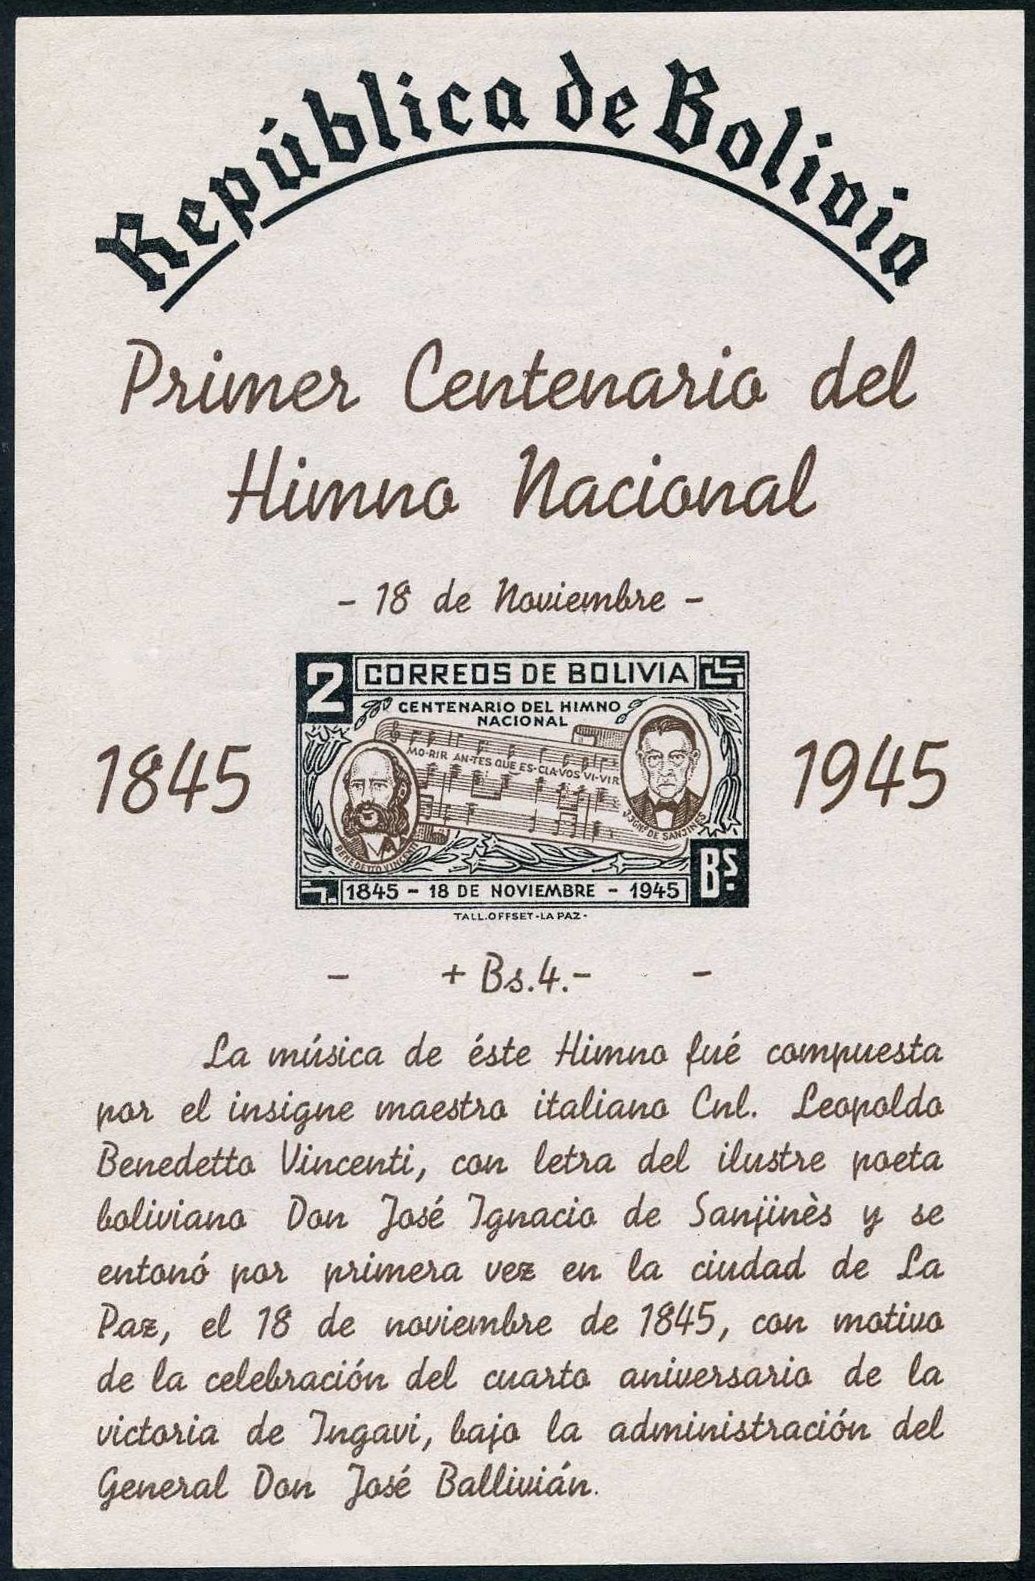 República de Bolivia
Primer Centenario del
Himno Nacional
- 18 de Noviembre -
2 CORREOS DE BOLIVIA
CENTENARIO DEL HIMNO
NACIONAL
MO-RIR AN-TES QUE ES-CLA-VOS VI-VIR
1845
1945
BENEDETTO VINCENTI
J. IGN. DE SANJINES
BS.
1845 - 18 DE NOVIEMBRE - 1945
TALL.OFFSET-LA PAZ-
- + Bs.4.- -
La música de éste Himno fué compuesta
por el insigne maestro italiano Cnl. Leopoldo
Benedetto Vincenti, con letra del ilustre poeta
boliviano Don José Ignacio de Sanjinès y se
entonó por primera vez en la ciudad de La
Paz, el 18 de noviembre de 1845, con motivo
de la celebración del cuarto aniversario de la
victoria de Ingavi, bajo la administración del
General Don José Ballivián.